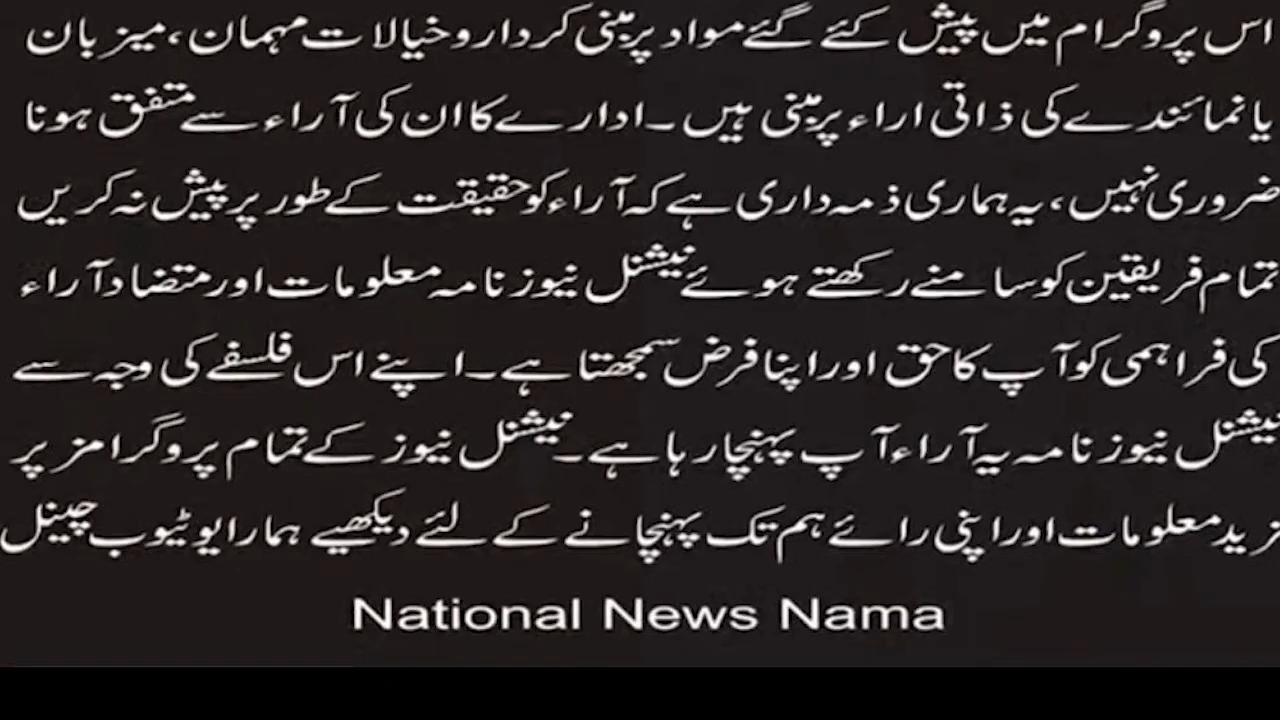 اس پروگرام میں پیش کئے گئے مواد پر مبنی کردار و خیالات مہمان، میزبان
یا نمائندے کی ذاتی اراء پر مبنی ہیں۔ ادارے کا ان کی آراء سے متفق ہونا
ضروری نہیں، یہ ہماری ذمہ داری ہے کہ آراء کو حقیقت کے طور پر پیش نہ کریں
تمام فریقین کو سامنے رکھتے ہوئے نیشنل نیوز نامہ معلومات اور متضاد آراء
کی فراہمی کو آپ کا حق اور اپنا فرض سمجھتا ہے۔ اپنے اس فلسفے کی وجہ سے
نیشنل نیوز نامہ یہ آراء آپ پہنچا رہا ہے۔ نیشنل نیوز کے تمام پروگرامز پر
مزید معلومات اور اپنی رائے ہم تک پہنچانے کے لئے دیکھیے ہمارا یوٹیوب چینل
National News Nama